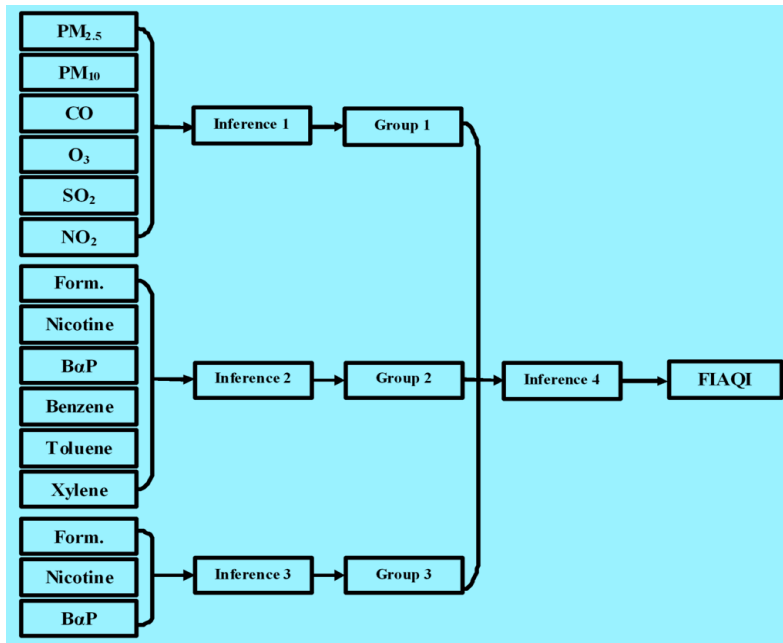 PM₂.₅
PM₁₀
CO
O₃
SO₂
NO₂
Inference 1
Group 1
Form.
Nicotine
BαP
Benzene
Toluene
Xylene
Inference 2
Group 2
Inference 4
FIAQI
Form.
Nicotine
BαP
Inference 3
Group 3